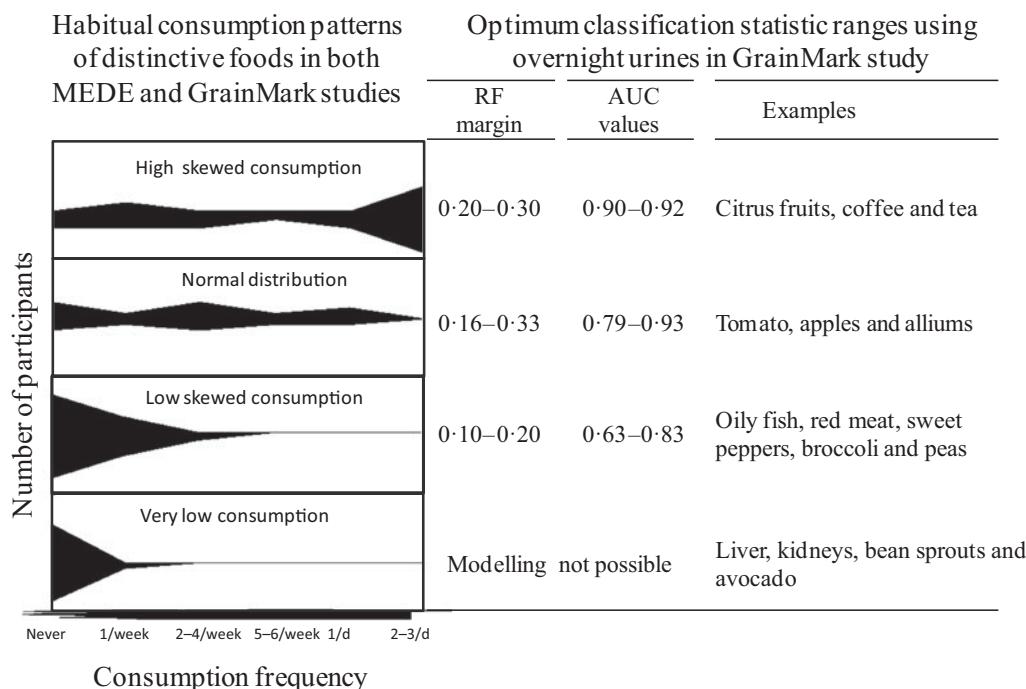 Habitual consumption patterns
of distinctive foods in both
MEDE and GrainMark studies
Optimum classification statistic ranges using
overnight urines in GrainMark study
RF
margin
AUC
values
Examples
Number of participants
High skewed consumption
0·20–0·30
0·90–0·92
Citrus fruits, coffee and tea
Normal distribution
0·16–0·33
0·79–0·93
Tomato, apples and alliums
Low skewed consumption
0·10–0·20
0·63–0·83
Oily fish, red meat, sweet
peppers, broccoli and peas
Very low consumption
Modelling not possible
Liver, kidneys, bean sprouts and
avocado
Never 1/week 2–4/week 5–6/week 1/d 2–3/d
Consumption frequency